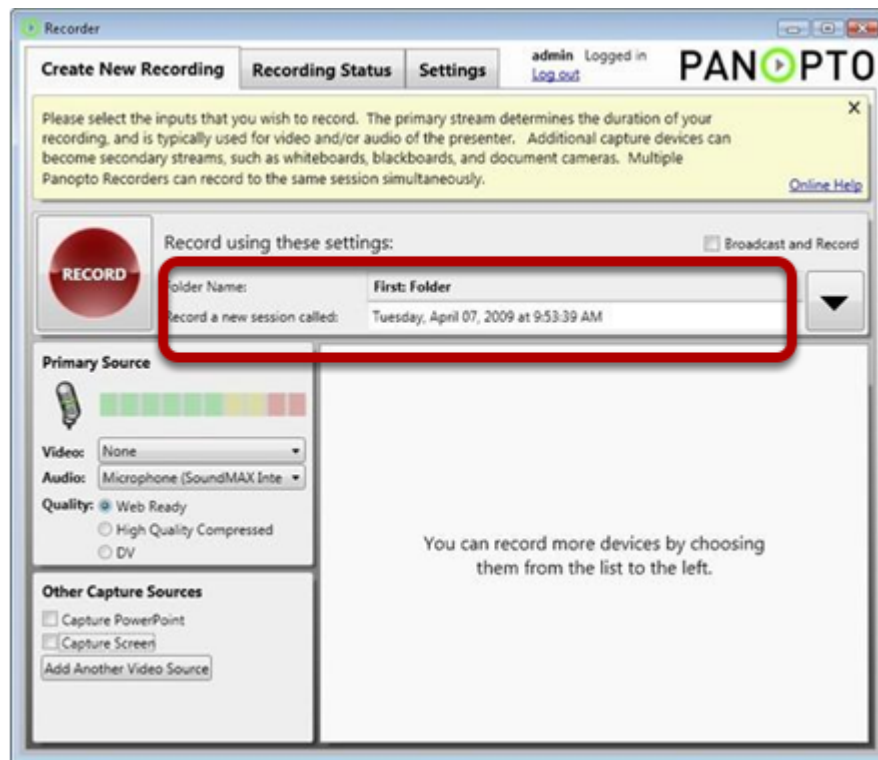 Recorder
Create New Recording
Recording Status
Settings
admin Logged in
Log out
PANOPTO
Please select the inputs that you wish to record. The primary stream determines the duration of your
recording, and is typically used for video and/or audio of the presenter. Additional capture devices can
become secondary streams, such as whiteboards, blackboards, and document cameras. Multiple
Panopto Recorders can record to the same session simultaneously.
Online Help
RECORD
Record using these settings:
Broadcast and Record
Folder Name:
First: Folder
Record a new session called:
Tuesday, April 07, 2009 at 9:53:39 AM
Primary Source
Video: None
Audio: Microphone (SoundMAX Inte
Quality: Web Ready
High Quality Compressed
DV
You can record more devices by choosing
them from the list to the left.
Other Capture Sources
Capture PowerPoint
Capture Screen
Add Another Video Source